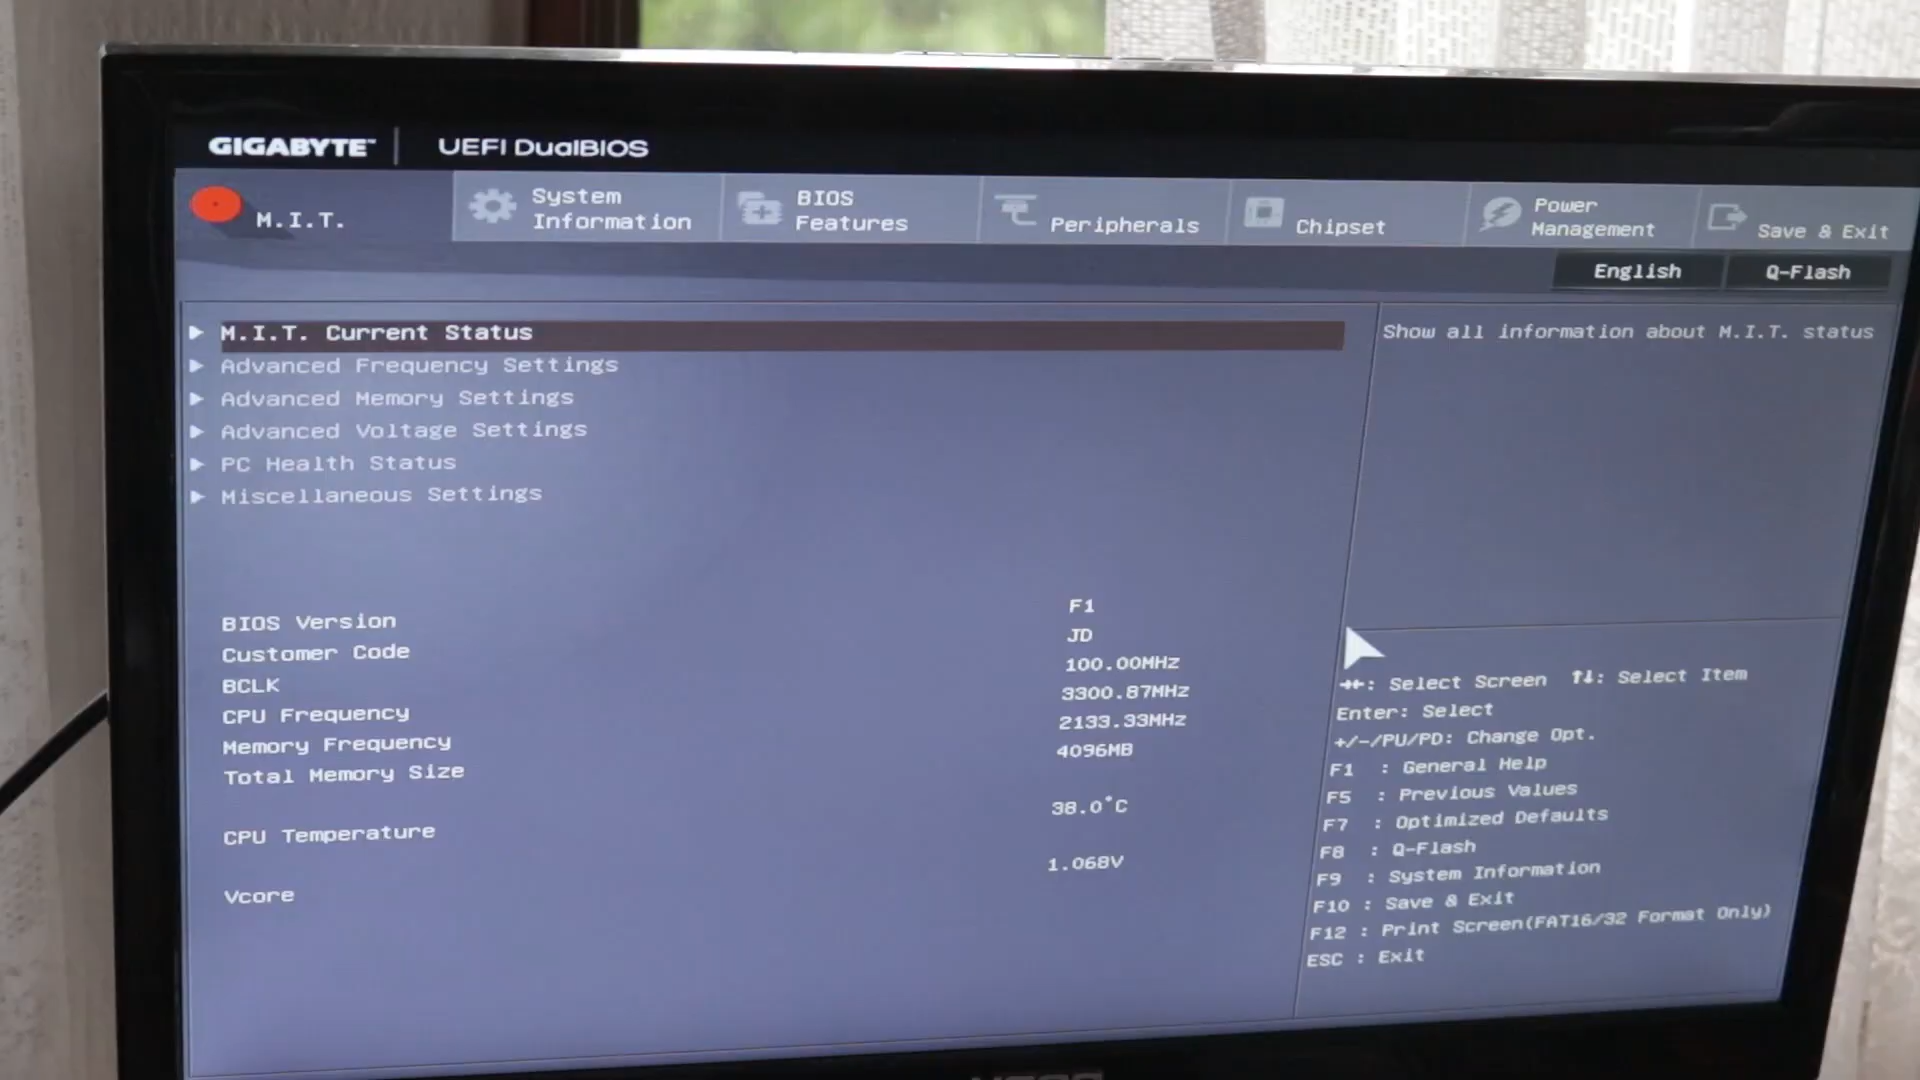 GIGABYTE™ UEFI DualBIOS
M.I.T.
System
Information
BIOS
Features
Peripherals
Chipset
Power
Management
Save & Exit
English
Q-Flash
M.I.T. Current Status
Advanced Frequency Settings
Advanced Memory Settings
Advanced Voltage Settings
PC Health Status
Miscellaneous Settings
Show all information about M.I.T. status
BIOS Version F1
Customer Code JD
BCLK 100.00MHz
CPU Frequency 3300.87MHz
Memory Frequency 2133.33MHz
Total Memory Size 4096MB
CPU Temperature 38.0°C
Vcore 1.068V
→←: Select Screen ↑↓: Select Item
Enter: Select
+/-/PU/PD: Change Opt.
F1 : General Help
F5 : Previous Values
F7 : Optimized Defaults
F8 : Q-Flash
F9 : System Information
F10 : Save & Exit
F12 : Print Screen(FAT16/32 Format Only)
ESC : Exit